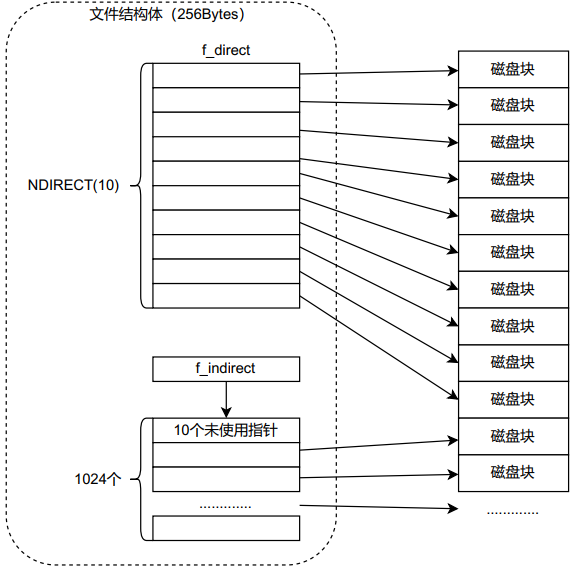 文件结构体（256Bytes）
f_direct
NDIRECT(10)
磁盘块
磁盘块
磁盘块
磁盘块
磁盘块
磁盘块
磁盘块
磁盘块
磁盘块
磁盘块
f_indirect
10个未使用指针
磁盘块
1024个
磁盘块
.............
.............